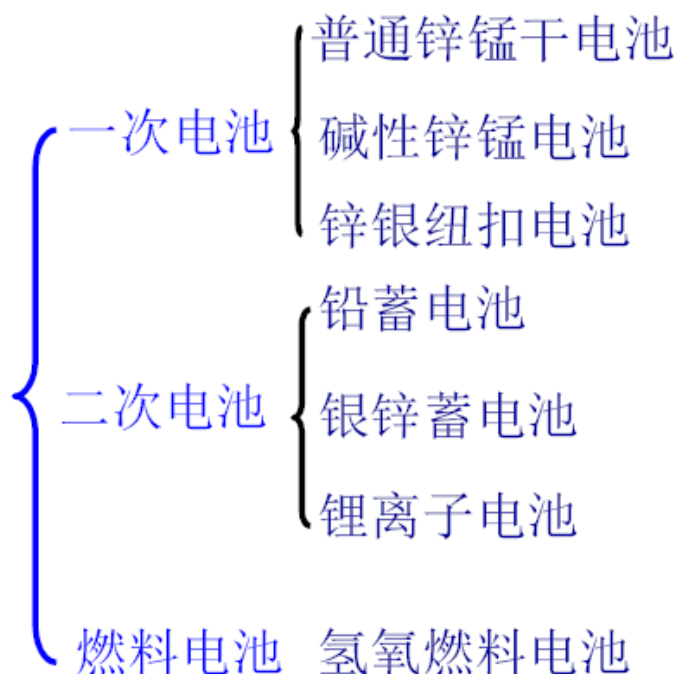 普通锌锰干电池
一次电池
碱性锌锰电池
锌银纽扣电池
铅蓄电池
二次电池
银锌蓄电池
锂离子电池
燃料电池 氢氧燃料电池